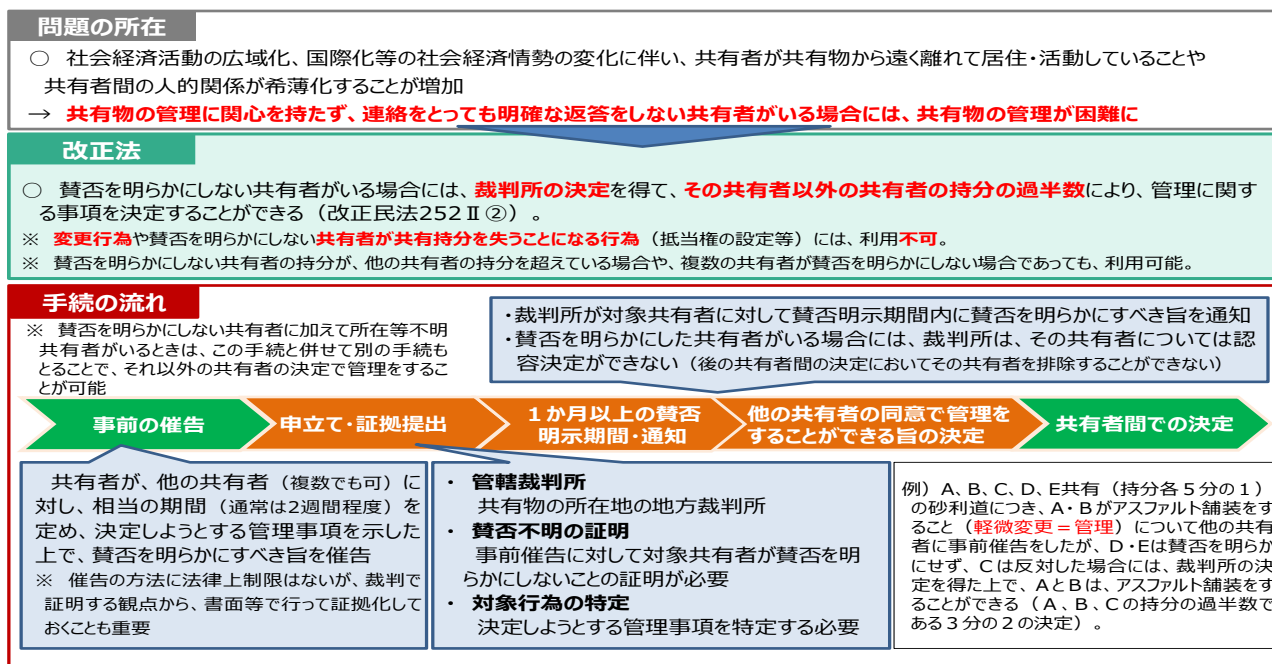 問題の所在
○ 社会経済活動の広域化、国際化等の社会経済情勢の変化に伴い、共有者が共有物から遠く離れて居住・活動していることや
共有者間の人的関係が希薄化することが増加
→ 共有物の管理に関心を持たず、連絡をとっても明確な返答をしない共有者がいる場合には、共有物の管理が困難に
改正法
○ 賛否を明らかにしない共有者がいる場合には、裁判所の決定を得て、その共有者以外の共有者の持分の過半数により、管理に関す
る事項を決定することができる（改正民法252Ⅱ②）。
※ 変更行為や賛否を明らかにしない共有者が共有持分を失うことになる行為（抵当権の設定等）には、利用不可。
※ 賛否を明らかにしない共有者の持分が、他の共有者の持分を超えている場合や、複数の共有者が賛否を明らかにしない場合であっても、利用可能。
手続の流れ
※ 賛否を明らかにしない共有者に加えて所在等不明
共有者がいるときは、この手続と併せて別の手続も
とることで、それ以外の共有者の決定で管理をするこ
とが可能
・裁判所が対象共有者に対して賛否明示期間内に賛否を明らかにすべき旨を通知
・賛否を明らかにした共有者がいる場合には、裁判所は、その共有者については認
容決定ができない（後の共有者間の決定においてその共有者を排除することができない）
事前の催告
申立て・証拠提出
１か月以上の賛否
明示期間・通知
他の共有者の同意で管理を
することができる旨の決定
共有者間での決定
共有者が、他の共有者（複数でも可）に
対し、相当の期間（通常は2週間程度）を
定め、決定しようとする管理事項を示した
上で、賛否を明らかにすべき旨を催告
※ 催告の方法に法律上制限はないが、裁判で
証明する観点から、書面等で行って証拠化して
おくことも重要
・ 管轄裁判所
共有物の所在地の地方裁判所
・ 賛否不明の証明
事前催告に対して対象共有者が賛否を明
らかにしないことの証明が必要
・ 対象行為の特定
決定しようとする管理事項を特定する必要
例）A、B、C、D、E共有（持分各５分の１）
の砂利道につき、A・Bがアスファルト舗装をす
ること（軽微変更＝管理）について他の共有
者に事前催告をしたが、D・Eは賛否を明らか
にせず、Cは反対した場合には、裁判所の決
定を得た上で、AとBは、アスファルト舗装をす
ることができる（A、B、Cの持分の過半数で
ある３分の２の決定）。